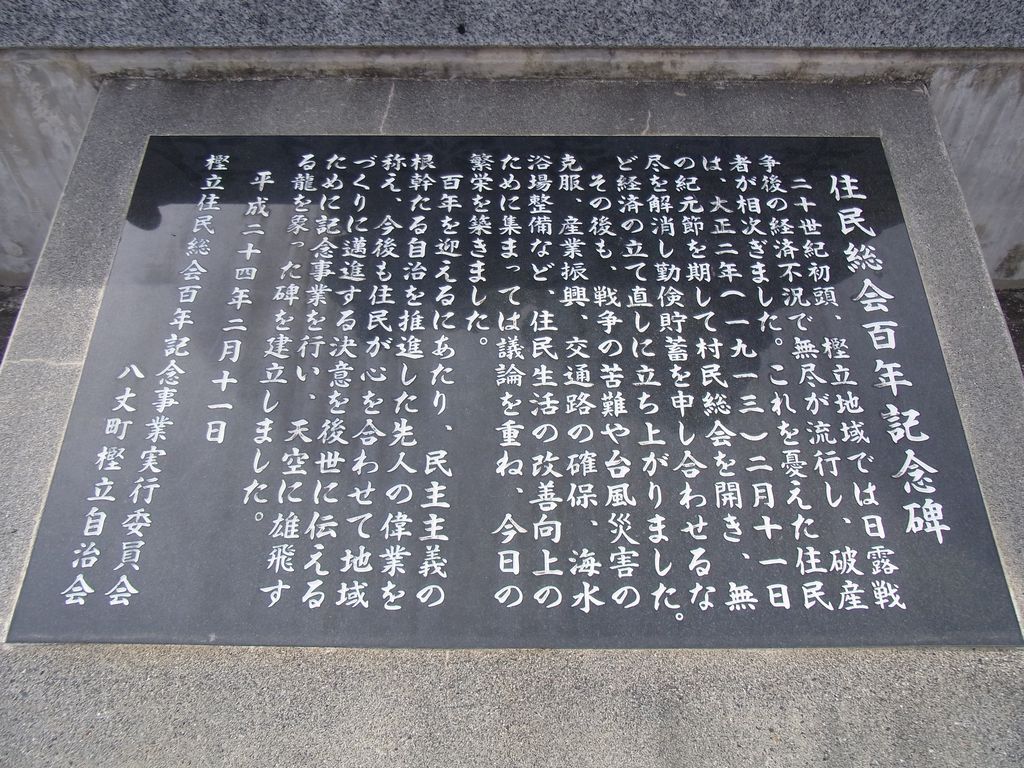 住民総会百年記念碑
二十世紀初頭、樫立地域では日露戦
争後の経済不況で無尽が流行し、破産
者が相次ぎました。これを憂えた住民
は、大正二年(一九一三)二月十一日
の紀元節を期して村民総会を開き、無
尽を解消し勤倹貯蓄を申し合わせるな
ど経済の立て直しに立ち上がりました。
その後も、戦争の苦難や台風災害の
克服、産業振興、交通路の確保、海水
浴場整備など、住民生活の改善向上の
ために集まっては議論を重ね、今日の
繁栄を築きました。
百年を迎えるにあたり、民主主義の
根幹たる自治を推進した先人の偉業を
称え、今後も住民が心を合わせて地域
づくりに邁進する決意を後世に伝える
ために記念事業を行い、天空に雄飛す
る龍を象った碑を建立しました。
平成二十四年二月十一日
樫立住民総会百年記念事業実行委員会
八丈町樫立自治会